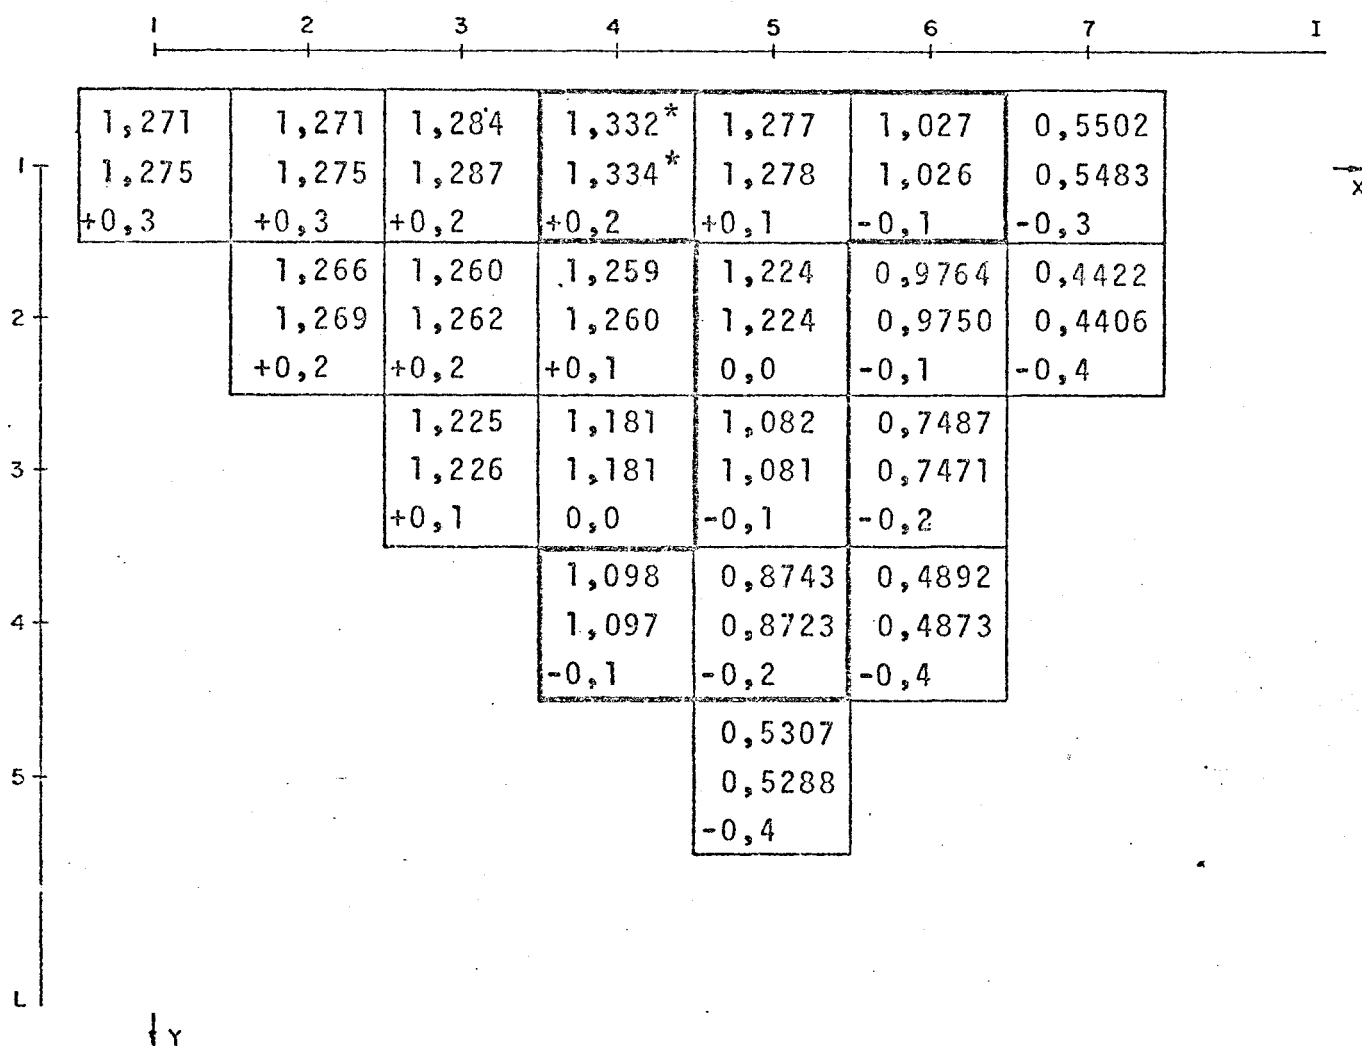 1 2 3 4 5 6 7 I
1,271 1,271 1,284 1,332* 1,277 1,027 0,5502
1 1,275 1,275 1,287 1,334* 1,278 1,026 0,5483 X
+0,3 +0,3 +0,2 +0,2 +0,1 -0,1 -0,3
1,266 1,260 1,259 1,224 0,9764 0,4422
2 1,269 1,262 1,260 1,224 0,9750 0,4406
+0,2 +0,2 +0,1 0,0 -0,1 -0,4
1,225 1,181 1,082 0,7487
3 1,226 1,181 1,081 0,7471
+0,1 0,0 -0,1 -0,2
1,098 0,8743 0,4892
4 1,097 0,8723 0,4873
-0,1 -0,2 -0,4
0,5307
5 0,5288
-0,4
L
Y